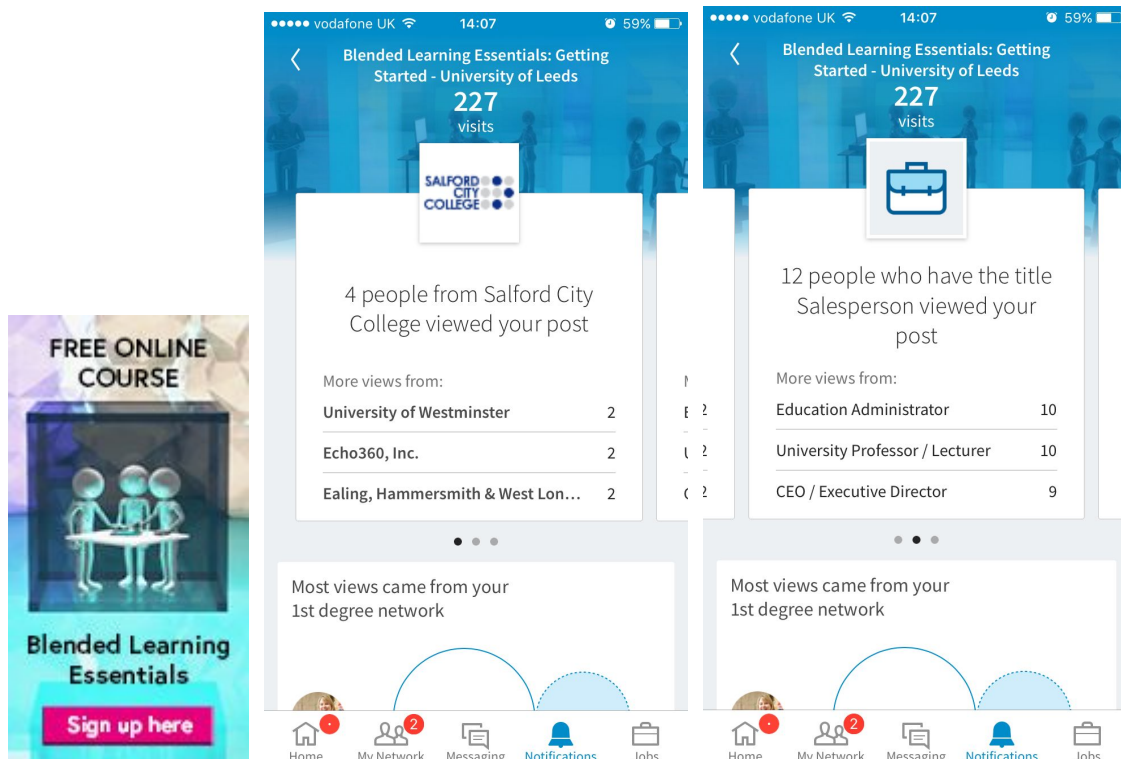 FREE ONLINE
COURSE
Blended Learning
Essentials
Sign up here
vodafone UK 14:07 59%
Blended Learning Essentials: Getting
Started - University of Leeds
227
visits
SALFORD
CITY
COLLEGE
4 people from Salford City
College viewed your post
More views from:
University of Westminster 2
Echo360, Inc. 2
Ealing, Hammersmith & West Lon... 2
Most views came from your
1st degree network
2
Home My Network Messaging Notifications Jobs
vodafone UK 14:07 59%
Blended Learning Essentials: Getting
Started - University of Leeds
227
visits
12 people who have the title
Salesperson viewed your
post
More views from:
2 Education Administrator 10
2 University Professor / Lecturer 10
2 CEO / Executive Director 9
Most views came from your
1st degree network
2
Home My Network Messaging Notifications Jobs